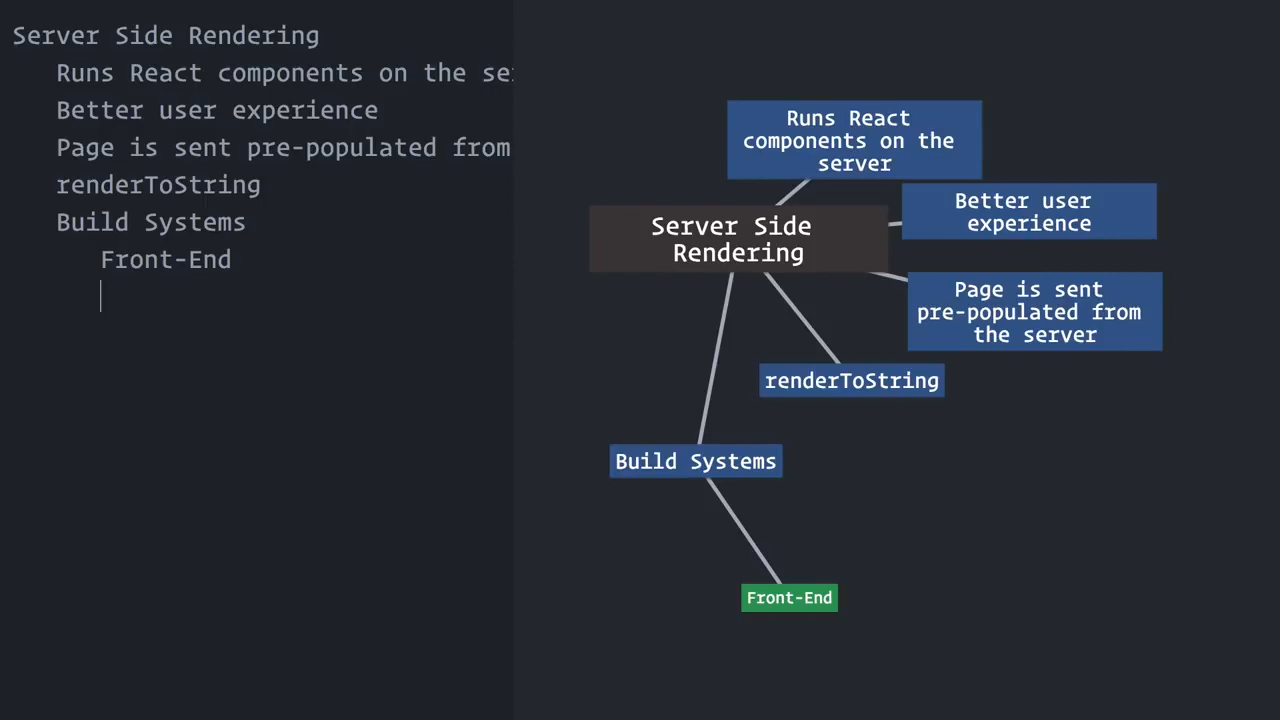 Server Side Rendering
Runs React components on the se
Better user experience
Page is sent pre-populated from
renderToString
Build Systems
Front-End
Runs React
components on the
server
Better user
experience
Server Side
Rendering
Page is sent
pre-populated from
the server
renderToString
Build Systems
Front-End